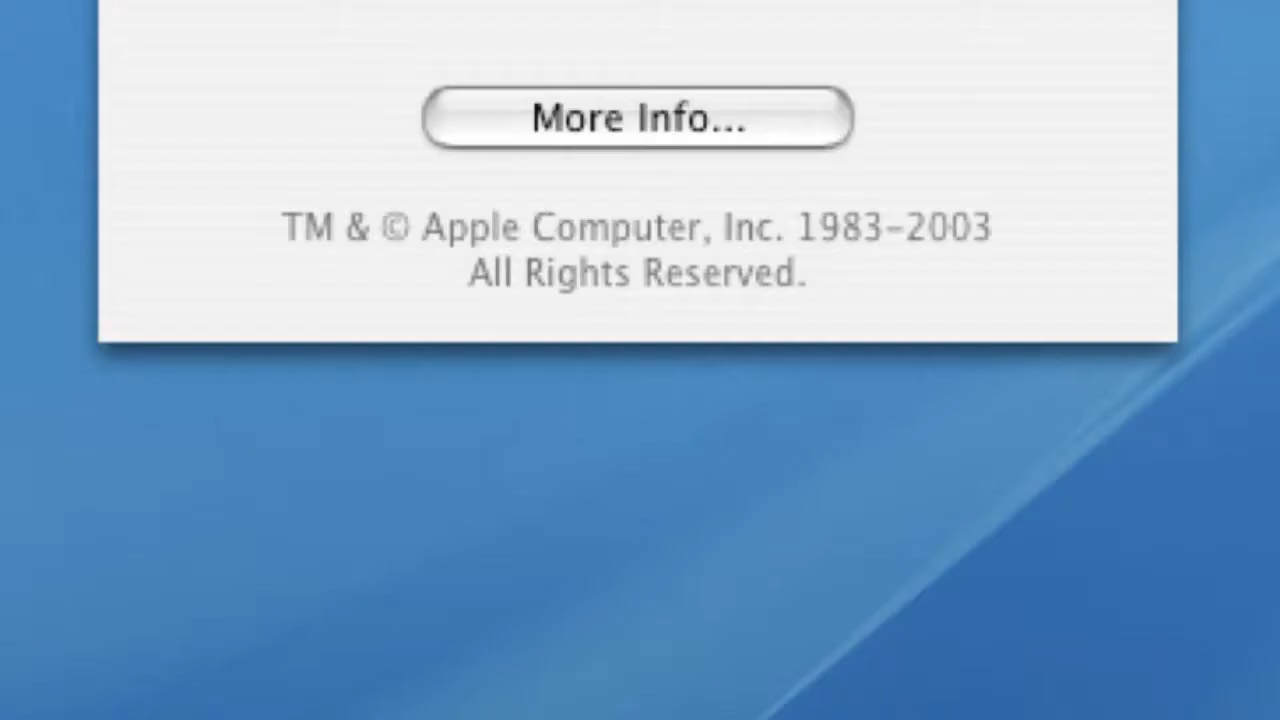 More Info...
TM & © Apple Computer, Inc. 1983-2003
All Rights Reserved.